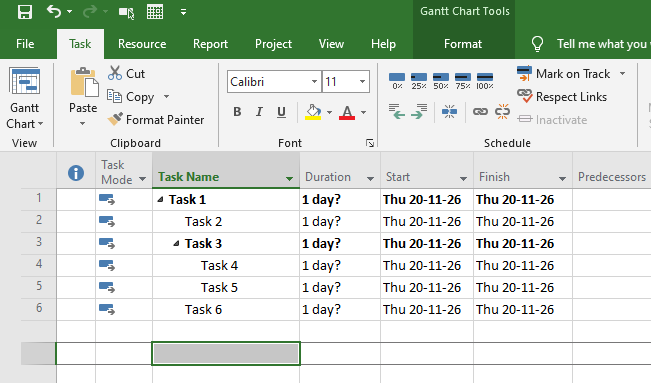 Gantt Chart Tools
File Task Resource Report Project View Help Format Tell me what you
Gantt Chart
View
Paste
Cut
Copy
Format Painter
Clipboard
Calibri 11
B I U A
Font
0% 25% 50% 75% 100%
Mark on Track
Respect Links
Inactivate
Schedule
Task Mode Task Name Duration Start Finish Predecessors
1 Task 1 1 day? Thu 20-11-26 Thu 20-11-26
2 Task 2 1 day? Thu 20-11-26 Thu 20-11-26
3 Task 3 1 day? Thu 20-11-26 Thu 20-11-26
4 Task 4 1 day? Thu 20-11-26 Thu 20-11-26
5 Task 5 1 day? Thu 20-11-26 Thu 20-11-26
6 Task 6 1 day? Thu 20-11-26 Thu 20-11-26